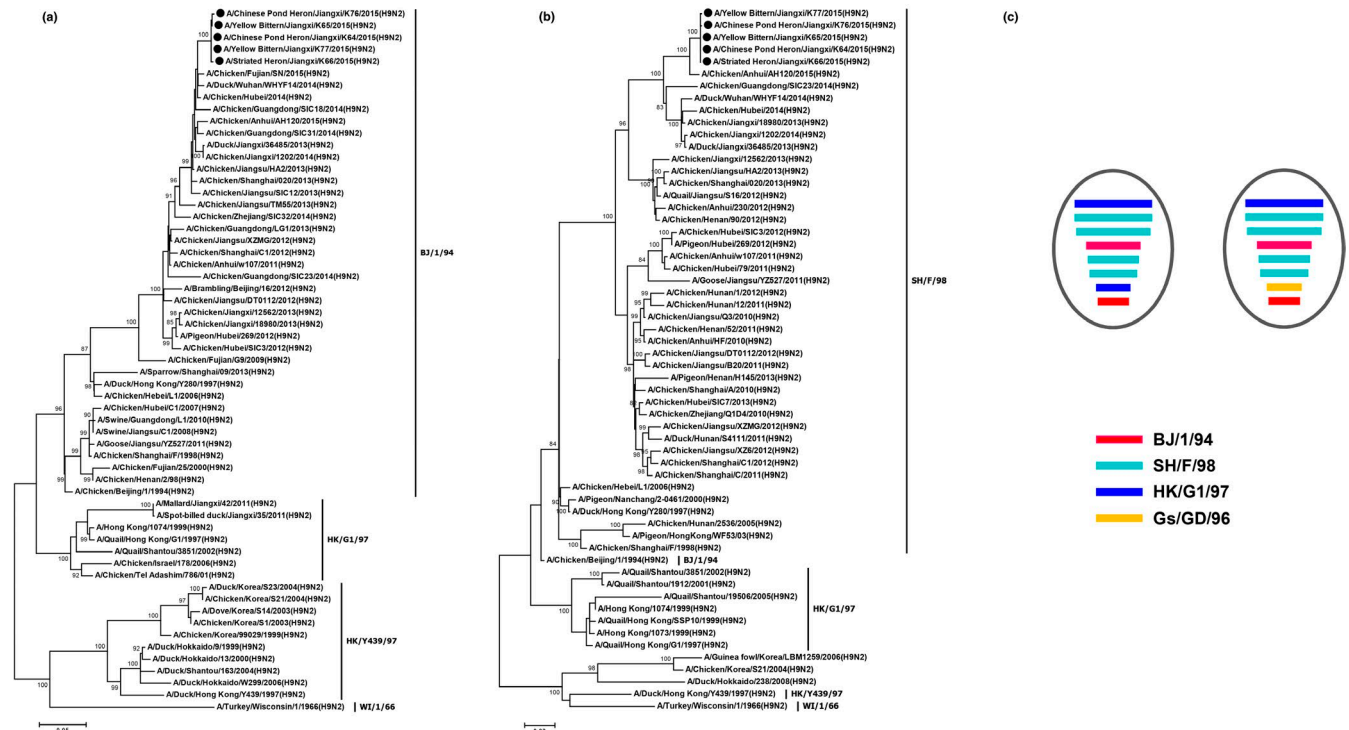 (a)
A/Chinese Pond Heron/Jiangxi/K76/2015(H9N2)
A/Yellow Bittern/Jiangxi/K65/2015(H9N2)
A/Chinese Pond Heron/Jiangxi/K64/2015(H9N2)
A/Yellow Bittern/Jiangxi/K77/2015(H9N2)
A/Striated Heron/Jiangxi/K66/2015(H9N2)
A/Chicken/Fujian/SN/2015(H9N2)
A/Duck/Wuhan/WHYF14/2014(H9N2)
A/Chicken/Hubei/2014(H9N2)
A/Chicken/Guangdong/SIC18/2014(H9N2)
A/Chicken/Anhui/AH120/2015(H9N2)
A/Chicken/Guangdong/SIC31/2014(H9N2)
A/Duck/Jiangxi/36485/2013(H9N2)
A/Chicken/Jiangxi/1202/2014(H9N2)
A/Chicken/Jiangsu/HA2/2013(H9N2)
A/Chicken/Shanghai/020/2013(H9N2)
A/Chicken/Jiangsu/SIC12/2013(H9N2)
A/Chicken/Jiangsu/TM55/2013(H9N2)
A/Chicken/Zhejiang/SIC32/2014(H9N2)
A/Chicken/Guangdong/LG1/2013(H9N2)
A/Chicken/Jiangsu/XZMG/2012(H9N2)
A/Chicken/Shanghai/C1/2012(H9N2)
A/Chicken/Anhui/w107/2011(H9N2)
A/Chicken/Guangdong/SIC23/2014(H9N2)
A/Brambling/Beijing/16/2012(H9N2)
A/Chicken/Jiangsu/DT0112/2012(H9N2)
A/Chicken/Jiangxi/12562/2013(H9N2)
A/Chicken/Jiangxi/18980/2013(H9N2)
A/Pigeon/Hubei/269/2012(H9N2)
A/Chicken/Hubei/SIC3/2012(H9N2)
A/Chicken/Fujian/G9/2009(H9N2)
A/Sparrow/Shanghai/09/2013(H9N2)
A/Duck/Hong Kong/Y280/1997(H9N2)
A/Chicken/Hebei/L1/2006(H9N2)
A/Chicken/Hubei/C1/2007(H9N2)
A/Swine/Guangdong/L1/2010(H9N2)
A/Swine/Jiangsu/C1/2008(H9N2)
A/Goose/Jiangsu/YZ527/2011(H9N2)
A/Chicken/Shanghai/F/1998(H9N2)
A/Chicken/Fujian/25/2000(H9N2)
A/Chicken/Henan/2/98(H9N2)
A/Chicken/Beijing/1/1994(H9N2)
BJ/1/94
A/Mallard/Jiangxi/42/2011(H9N2)
A/Spot-billed duck/Jiangxi/35/2011(H9N2)
A/Hong Kong/1074/1999(H9N2)
A/Quail/Hong Kong/G1/1997(H9N2)
A/Quail/Shantou/3851/2002(H9N2)
A/Chicken/Israel/178/2006(H9N2)
A/Chicken/Tel Adashim/786/01(H9N2)
HK/G1/97
A/Duck/Korea/S23/2004(H9N2)
A/Chicken/Korea/S21/2004(H9N2)
A/Dove/Korea/S14/2003(H9N2)
A/Chicken/Korea/S1/2003(H9N2)
A/Chicken/Korea/99029/1999(H9N2)
A/Duck/Hokkaido/9/1999(H9N2)
A/Duck/Hokkaido/13/2000(H9N2)
A/Duck/Shantou/163/2004(H9N2)
A/Duck/Hokkaido/W299/2006(H9N2)
A/Duck/Hong Kong/Y439/1997(H9N2)
HK/Y439/97
A/Turkey/Wisconsin/1/1966(H9N2)
WI/1/66
(b)
A/Yellow Bittern/Jiangxi/K77/2015(H9N2)
A/Chinese Pond Heron/Jiangxi/K76/2015(H9N2)
A/Yellow Bittern/Jiangxi/K65/2015(H9N2)
A/Chinese Pond Heron/Jiangxi/K64/2015(H9N2)
A/Striated Heron/Jiangxi/K66/2015(H9N2)
A/Chicken/Anhui/AH120/2015(H9N2)
A/Chicken/Guangdong/SIC23/2014(H9N2)
A/Duck/Wuhan/WHYF14/2014(H9N2)
A/Chicken/Hubei/2014(H9N2)
A/Chicken/Jiangxi/18980/2013(H9N2)
A/Chicken/Jiangxi/1202/2014(H9N2)
A/Duck/Jiangxi/36485/2013(H9N2)
A/Chicken/Jiangxi/12562/2013(H9N2)
A/Chicken/Jiangsu/HA2/2013(H9N2)
A/Chicken/Shanghai/020/2013(H9N2)
A/Quail/Jiangsu/S16/2012(H9N2)
A/Chicken/Anhui/230/2012(H9N2)
A/Chicken/Henan/90/2012(H9N2)
A/Chicken/Hubei/SIC3/2012(H9N2)
A/Pigeon/Hubei/269/2012(H9N2)
A/Chicken/Anhui/w107/2011(H9N2)
A/Chicken/Hubei/79/2011(H9N2)
A/Goose/Jiangsu/YZ527/2011(H9N2)
A/Chicken/Hunan/1/2012(H9N2)
A/Chicken/Hunan/12/2011(H9N2)
A/Chicken/Jiangsu/Q3/2010(H9N2)
A/Chicken/Henan/52/2011(H9N2)
A/Chicken/Anhui/HF/2010(H9N2)
A/Chicken/Jiangsu/DT0112/2012(H9N2)
A/Chicken/Jiangsu/B20/2011(H9N2)
A/Pigeon/Henan/H145/2013(H9N2)
A/Chicken/Shanghai/A/2010(H9N2)
A/Chicken/Hubei/SIC7/2013(H9N2)
A/Chicken/Zhejiang/Q1D4/2010(H9N2)
A/Chicken/Jiangsu/XZMG/2012(H9N2)
A/Duck/Hunan/S4111/2011(H9N2)
A/Chicken/Jiangsu/XZ6/2012(H9N2)
A/Chicken/Shanghai/C1/2012(H9N2)
A/Chicken/Shanghai/C/2011(H9N2)
A/Chicken/Hebei/L1/2006(H9N2)
A/Pigeon/Nanchang/2-0461/2000(H9N2)
A/Duck/Hong Kong/Y280/1997(H9N2)
A/Chicken/Hunan/2536/2005(H9N2)
A/Pigeon/HongKong/WF53/03(H9N2)
A/Chicken/Shanghai/F/1998(H9N2)
SH/F/98
A/Chicken/Beijing/1/1994(H9N2)
BJ/1/94
A/Quail/Shantou/3851/2002(H9N2)
A/Quail/Shantou/1912/2001(H9N2)
A/Quail/Shantou/19506/2005(H9N2)
A/Hong Kong/1074/1999(H9N2)
A/Quail/Hong Kong/SSP10/1999(H9N2)
A/Hong Kong/1073/1999(H9N2)
A/Quail/Hong Kong/G1/1997(H9N2)
HK/G1/97
A/Guinea fowl/Korea/LBM1259/2006(H9N2)
A/Chicken/Korea/S21/2004(H9N2)
A/Duck/Hokkaido/238/2008(H9N2)
A/Duck/Hong Kong/Y439/1997(H9N2)
HK/Y439/97
A/Turkey/Wisconsin/1/1966(H9N2)
WI/1/66
(c)
BJ/1/94
SH/F/98
HK/G1/97
Gs/GD/96